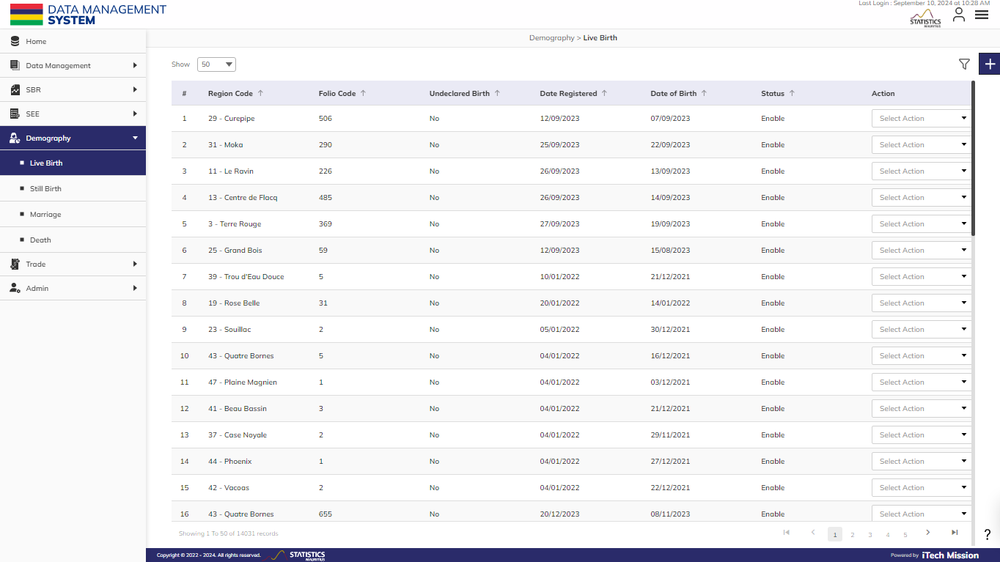 DATA MANAGEMENT
SYSTEM
Last Login : September 10, 2024 at 10:28 AM
STATISTICS
MAURITIUS
Home
Data Management
SBR
SEE
Demography
Live Birth
Still Birth
Marriage
Death
Trade
Admin
Demography > Live Birth
Show 50
# Region Code Folio Code Undeclared Birth Date Registered Date of Birth Status Action
1 29 - Curepipe 506 No 12/09/2023 07/09/2023 Enable Select Action
2 31 - Moka 290 No 25/09/2023 22/09/2023 Enable Select Action
3 11 - Le Ravin 226 No 26/09/2023 13/09/2023 Enable Select Action
4 13 - Centre de Flacq 485 No 26/09/2023 14/09/2023 Enable Select Action
5 3 - Terre Rouge 369 No 27/09/2023 19/09/2023 Enable Select Action
6 25 - Grand Bois 59 No 12/09/2023 15/08/2023 Enable Select Action
7 39 - Trou d'Eau Douce 5 No 10/01/2022 21/12/2021 Enable Select Action
8 19 - Rose Belle 31 No 20/01/2022 14/01/2022 Enable Select Action
9 23 - Souillac 2 No 05/01/2022 30/12/2021 Enable Select Action
10 43 - Quatre Bornes 5 No 04/01/2022 16/12/2021 Enable Select Action
11 47 - Plaine Magnien 1 No 04/01/2022 03/12/2021 Enable Select Action
12 41 - Beau Bassin 3 No 04/01/2022 21/12/2021 Enable Select Action
13 37 - Case Noyale 2 No 04/01/2022 29/11/2021 Enable Select Action
14 44 - Phoenix 1 No 04/01/2022 27/12/2021 Enable Select Action
15 42 - Vacoas 2 No 04/01/2022 22/12/2021 Enable Select Action
16 43 - Quatre Bornes 655 No 20/12/2023 08/11/2023 Enable Select Action
Showing 1 To 50 of 14031 records
1 2 3 4 5
?
Copyright © 2022 - 2024. All rights reserved.
STATISTICS
MAURITIUS
Powered by iTech Mission